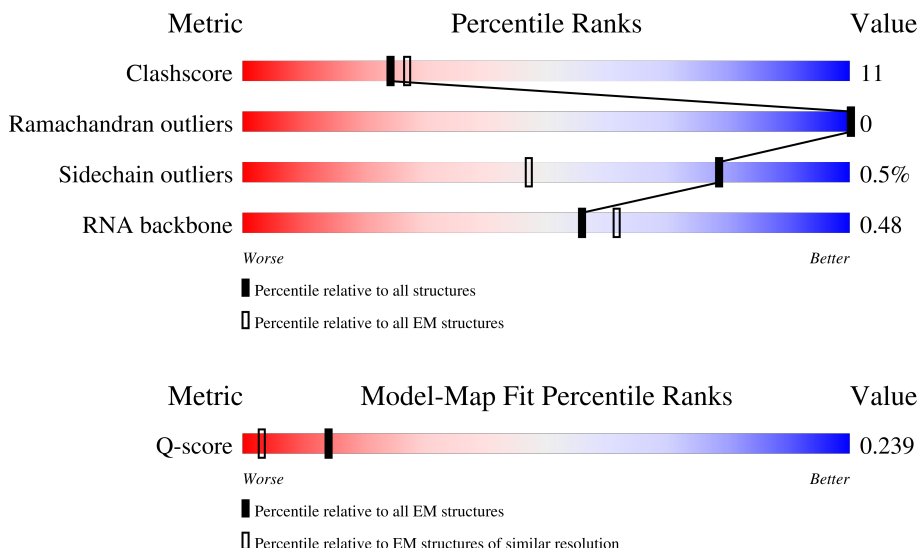 Metric Percentile Ranks Value
Clashscore 11
Ramachandran outliers 0
Sidechain outliers 0.5%
RNA backbone 0.48
Worse Better
Percentile relative to all structures
Percentile relative to all EM structures
Metric Model-Map Fit Percentile Ranks Value
Q-score 0.239
Worse Better
Percentile relative to all EM structures
Percentile relative to EM structures of similar resolution